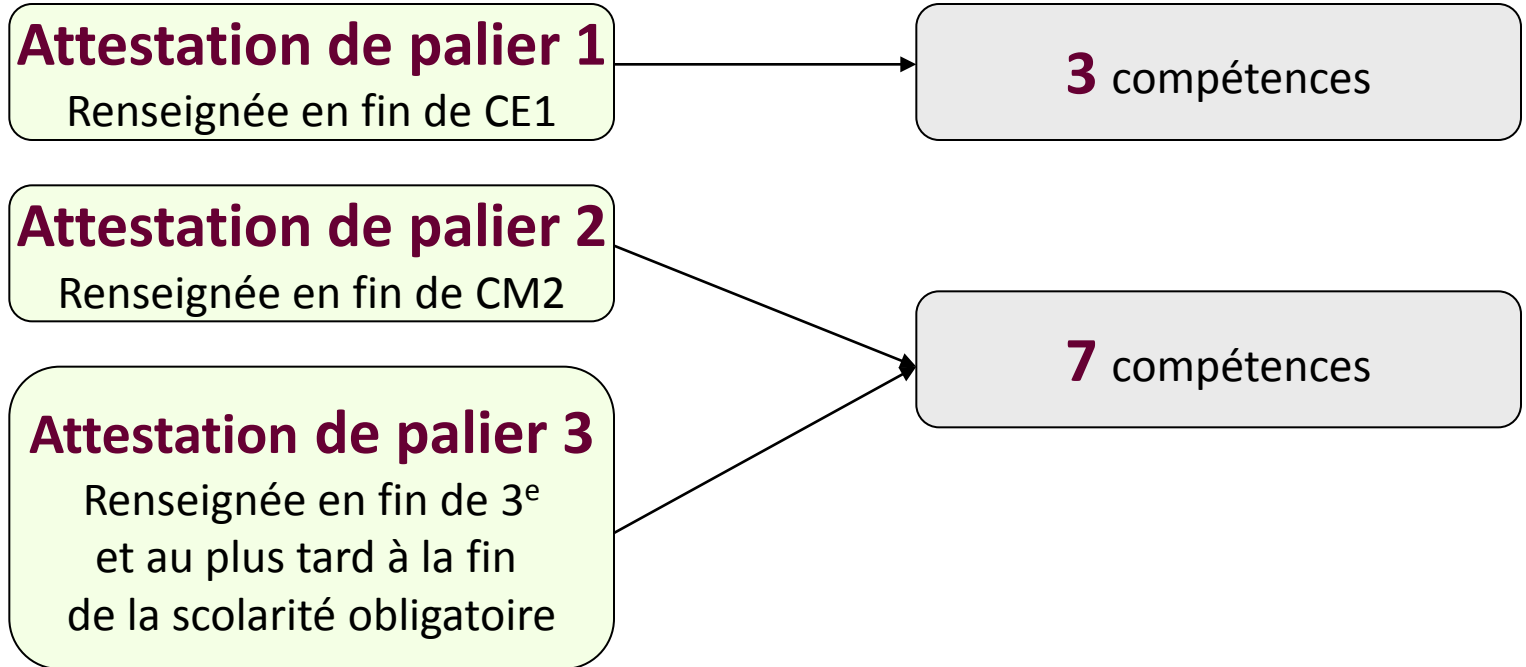 Attestation de palier 1
Renseignée en fin de CE1
3 compétences
Attestation de palier 2
Renseignée en fin de CM2
7 compétences
Attestation de palier 3
Renseignée en fin de 3e
et au plus tard à la fin
de la scolarité obligatoire